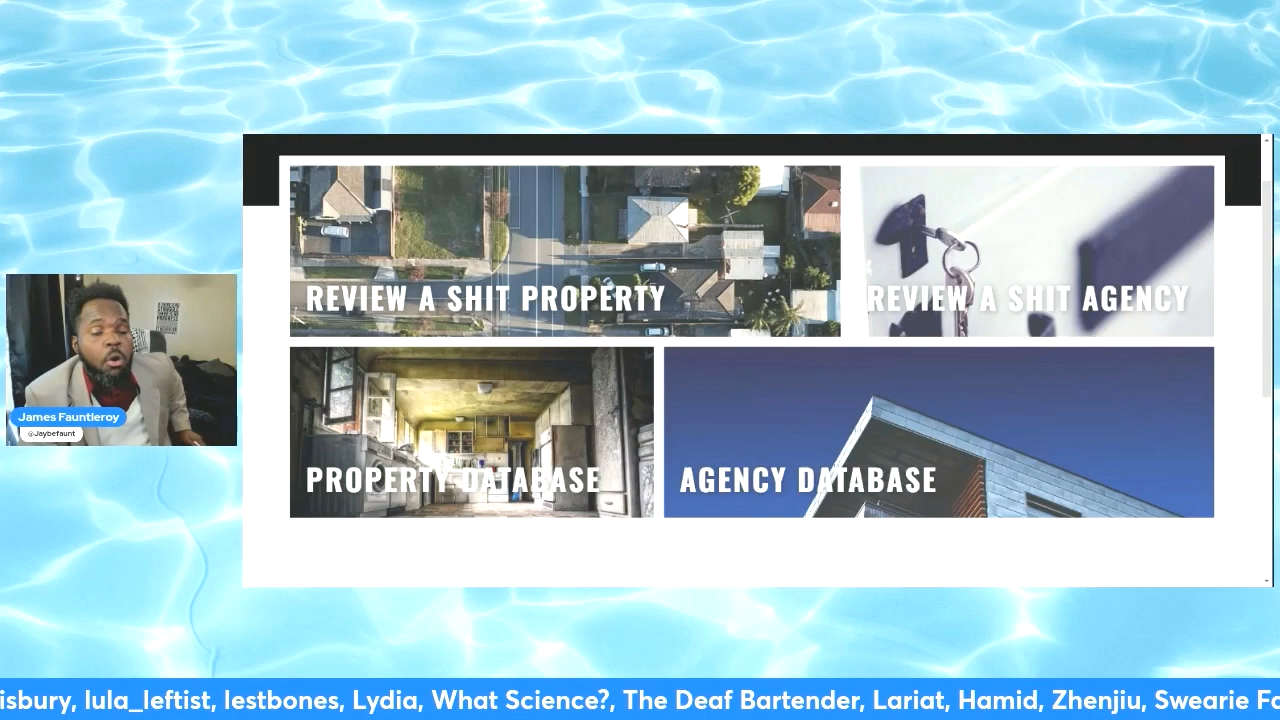 REVIEW A SHIT PROPERTY
REVIEW A SHIT AGENCY
PROPERTY DATABASE
AGENCY DATABASE
James Fauntleroy
@Jaybefaunt
isbury, lula_leftist, lestbones, Lydia, What Science?, The Deaf Bartender, Lariat, Hamid, Zhenjiu, Swearie Fo